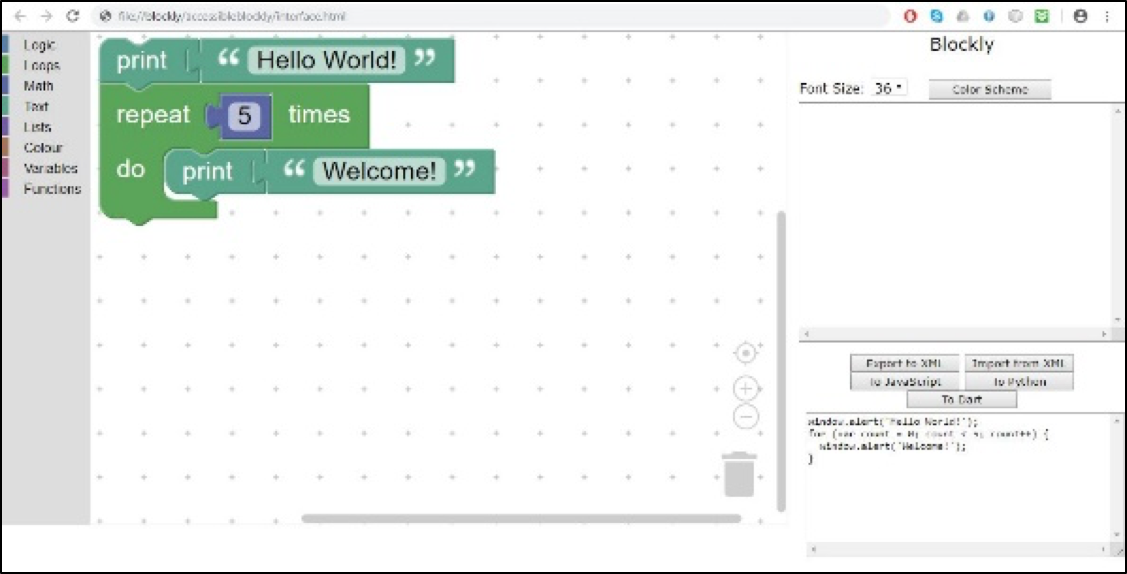 file://blockly/accessibleblockly/interface.html
Logic
Loops
Math
Text
Lists
Colour
Variables
Functions
print “ Hello World! ”
repeat 5 times
do print “ Welcome! ”
Blockly
Font Size: 36
Color Scheme
Export to XML
Import from XML
To JavaScript
To Python
To Dart
window.alert('Hello World!');
for (var count = 0; count < 5; count++) {
window.alert('Welcome!');
}